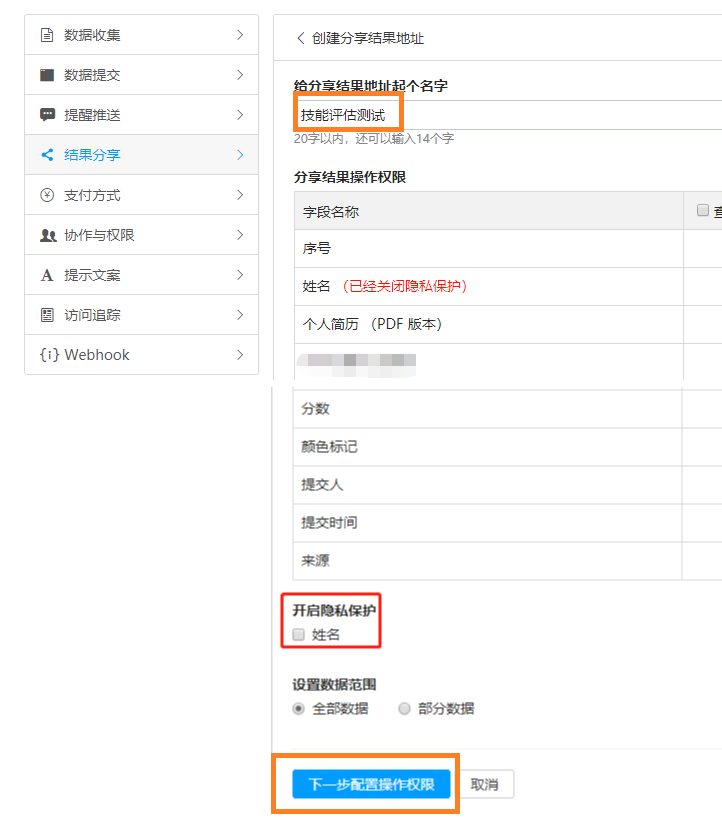 数据收集
数据提交
提醒推送
结果分享
支付方式
协作与权限
提示文案
访问追踪
Webhook
创建分享结果地址
给分享结果地址起个名字
技能评估测试
20字以内，还可以输入14个字
分享结果操作权限
字段名称
序号
姓名 （已经关闭隐私保护）
个人简历 （PDF 版本）
分数
颜色标记
提交人
提交时间
来源
开启隐私保护
姓名
设置数据范围
全部数据 部分数据
下一步配置操作权限 取消